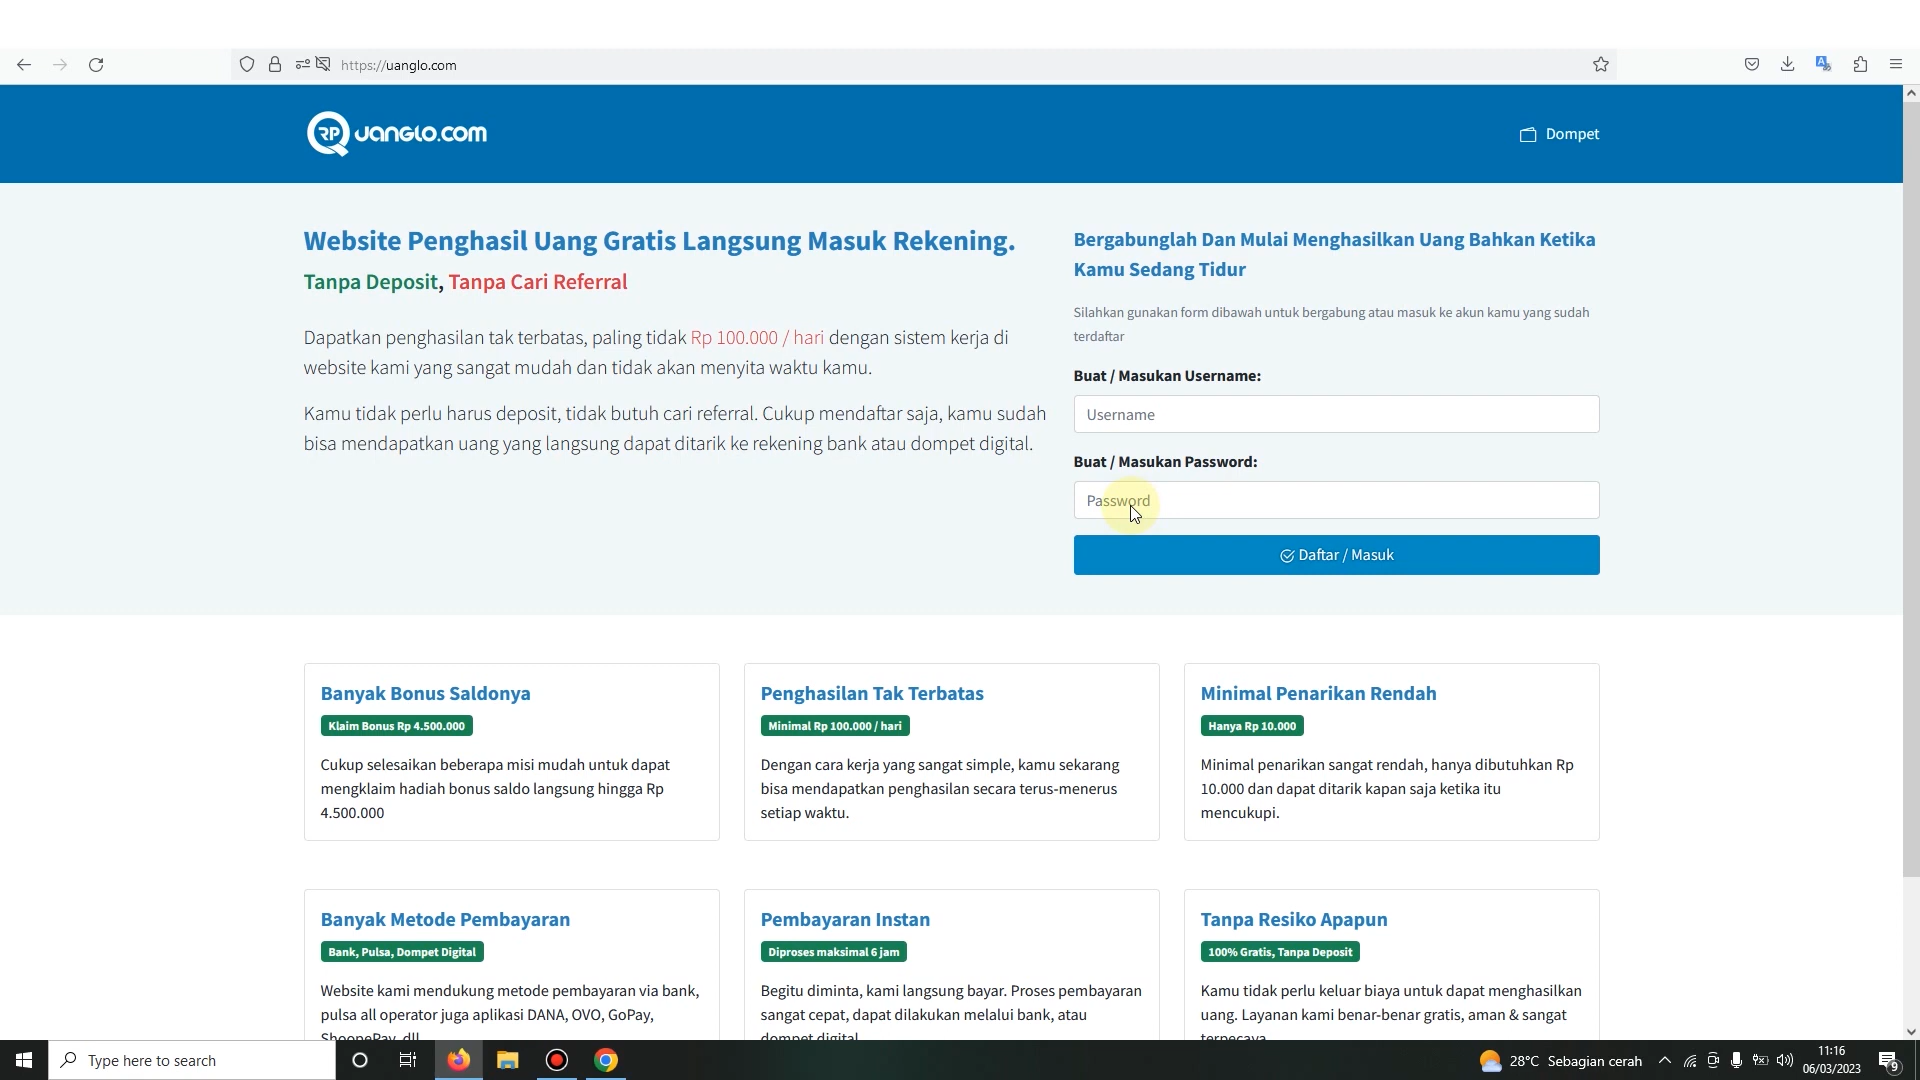 https://uanglo.com
RP uanglo.com
Dompet
Website Penghasil Uang Gratis Langsung Masuk Rekening.
Tanpa Deposit, Tanpa Cari Referral
Dapatkan penghasilan tak terbatas, paling tidak Rp 100.000 / hari dengan sistem kerja di
website kami yang sangat mudah dan tidak akan menyita waktu kamu.
Kamu tidak perlu harus deposit, tidak butuh cari referral. Cukup mendaftar saja, kamu sudah
bisa mendapatkan uang yang langsung dapat ditarik ke rekening bank atau dompet digital.
Bergabunglah Dan Mulai Menghasilkan Uang Bahkan Ketika
Kamu Sedang Tidur
Silahkan gunakan form dibawah untuk bergabung atau masuk ke akun kamu yang sudah
terdaftar
Buat / Masukan Username:
Username
Buat / Masukan Password:
Password
Daftar / Masuk
Banyak Bonus Saldonya
Klaim Bonus Rp 4.500.000
Cukup selesaikan beberapa misi mudah untuk dapat
mengklaim hadiah bonus saldo langsung hingga Rp
4.500.000
Penghasilan Tak Terbatas
Minimal Rp 100.000 / hari
Dengan cara kerja yang sangat simple, kamu sekarang
bisa mendapatkan penghasilan secara terus-menerus
setiap waktu.
Minimal Penarikan Rendah
Hanya Rp 10.000
Minimal penarikan sangat rendah, hanya dibutuhkan Rp
10.000 dan dapat ditarik kapan saja ketika itu
mencukupi.
Banyak Metode Pembayaran
Bank, Pulsa, Dompet Digital
Website kami mendukung metode pembayaran via bank,
pulsa all operator juga aplikasi DANA, OVO, GoPay,
ShoopePay, dll
Pembayaran Instan
Diproses maksimal 6 jam
Begitu diminta, kami langsung bayar. Proses pembayaran
sangat cepat, dapat dilakukan melalui bank, atau
dompet digital
Tanpa Resiko Apapun
100% Gratis, Tanpa Deposit
Kamu tidak perlu keluar biaya untuk dapat menghasilkan
uang. Layanan kami benar-benar gratis, aman & sangat
terpecaya
Type here to search
28°C Sebagian cerah
11:16
06/03/2023
9